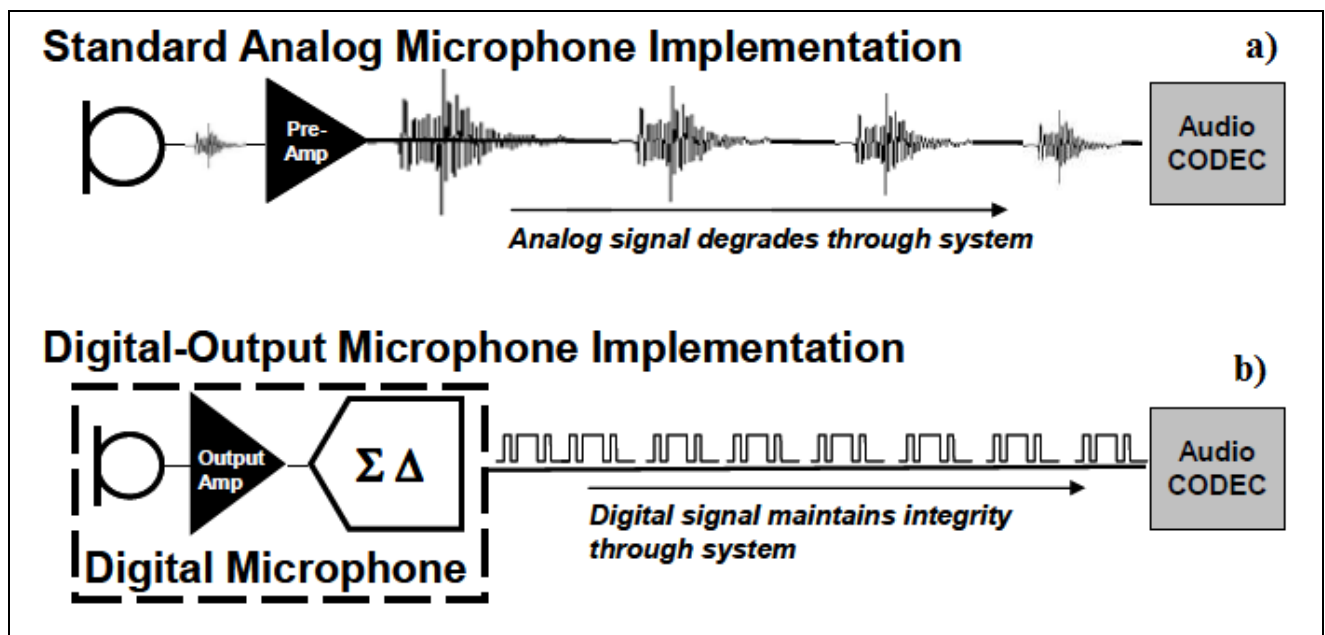 Standard Analog Microphone Implementation
a)
Pre-
Amp
Audio
CODEC
Analog signal degrades through system
Digital-Output Microphone Implementation
b)
Output
Amp
Σ Δ
Audio
CODEC
Digital signal maintains integrity
through system
Digital Microphone